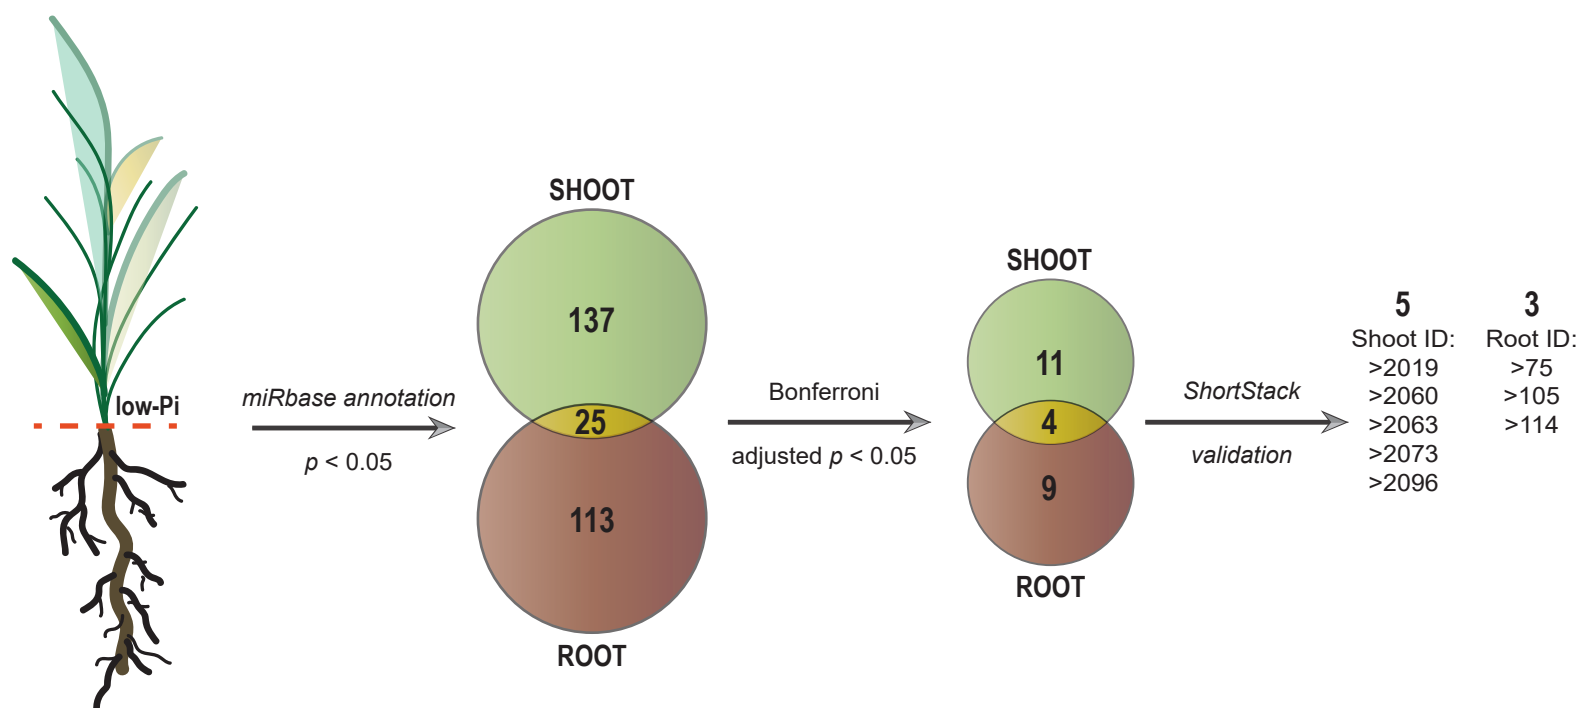 low-Pi
miRbase annotation
p < 0.05
SHOOT
137
25
113
ROOT
Bonferroni
adjusted p < 0.05
SHOOT
11
4
9
ROOT
ShortStack
validation
5
Shoot ID:
>2019
>2060
>2063
>2073
>2096
3
Root ID:
>75
>105
>114